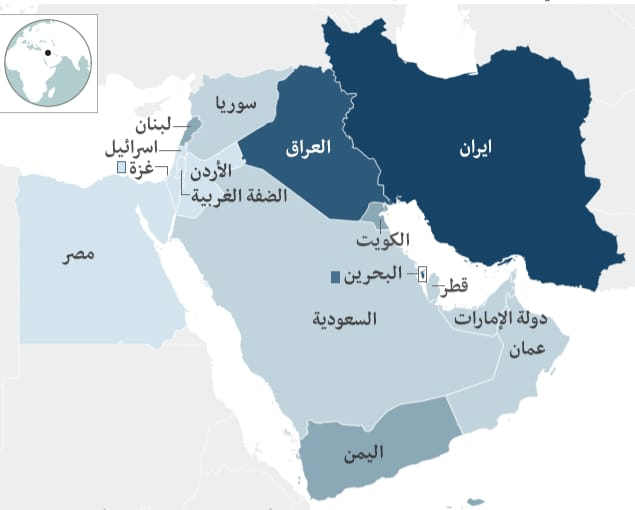 سوريا
لبنان
العراق
ايران
اسرائيل
غزة
الأردن
الضفة الغربية
الكويت
مصر
البحرين
قطر
السعودية
دولة الإمارات
عمان
اليمن